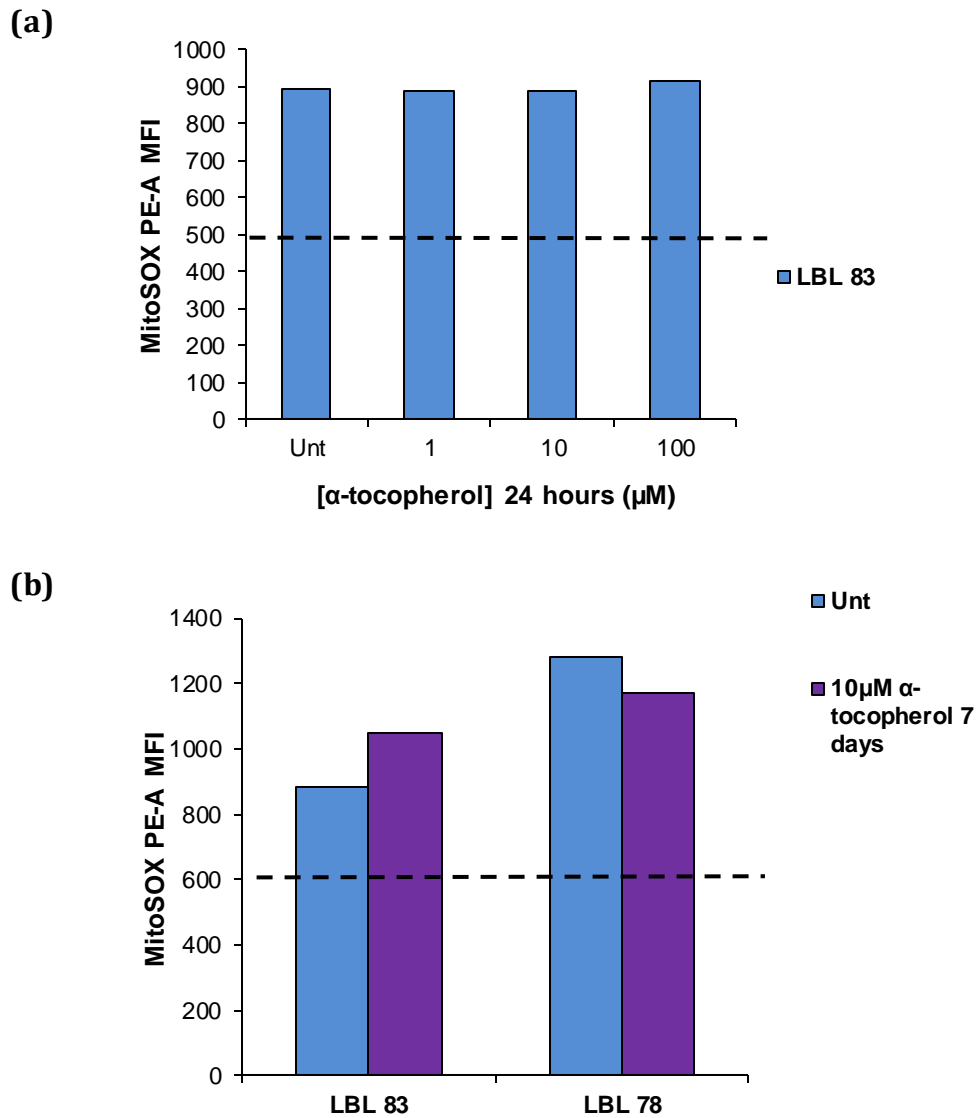 (a)
1000
900
800
700
600
500
400
300
200
100
0
MitoSOX PE-A MFI
Unt 1 10 100
[α-tocopherol] 24 hours (µM)
LBL 83
(b)
1400
1200
1000
800
600
400
200
0
MitoSOX PE-A MFI
LBL 83 LBL 78
Unt
10µM α-
tocopherol 7
days